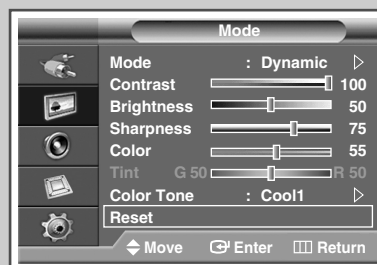 Mode
Mode : Dynamic
Contrast 100
Brightness 50
Sharpness 75
Color 55
Tint G 50 R 50
Color Tone : Cool1
Reset
Move Enter Return